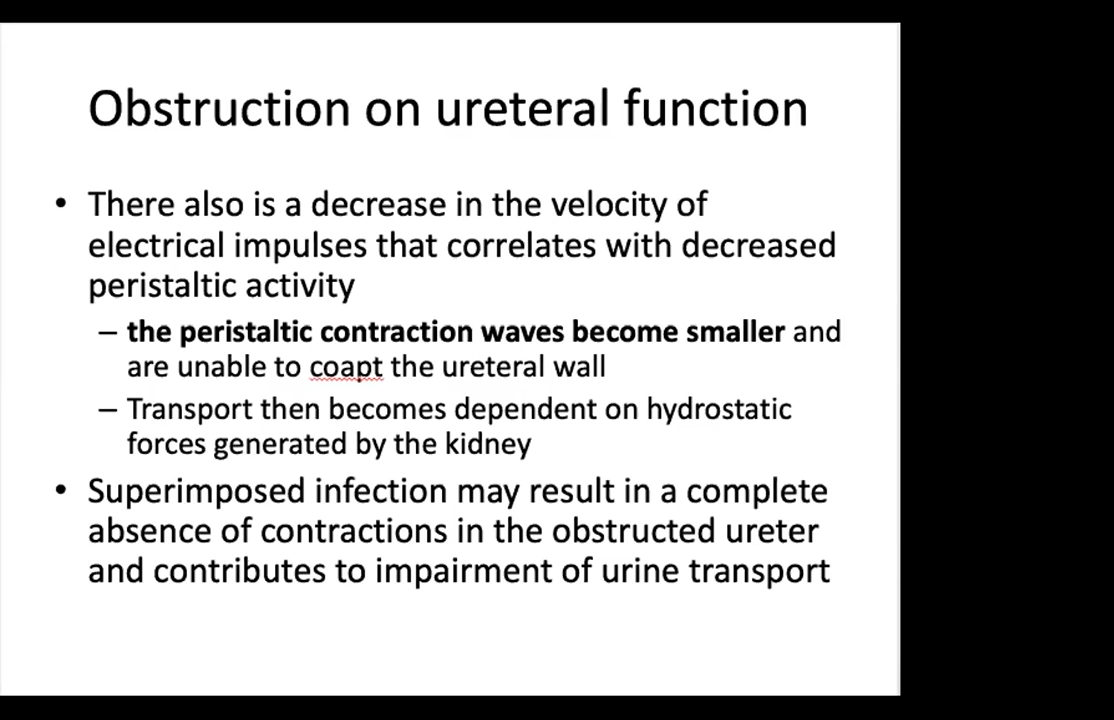 Obstruction on ureteral function
• There also is a decrease in the velocity of
electrical impulses that correlates with decreased
peristaltic activity
– the peristaltic contraction waves become smaller and
are unable to coapt the ureteral wall
– Transport then becomes dependent on hydrostatic
forces generated by the kidney
• Superimposed infection may result in a complete
absence of contractions in the obstructed ureter
and contributes to impairment of urine transport